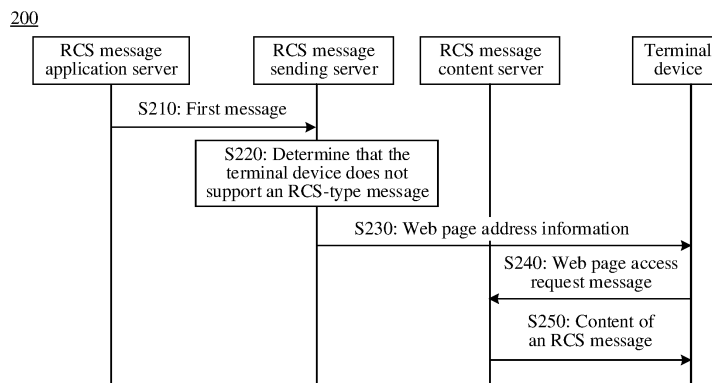 200
RCS message
application server
RCS message
sending server
RCS message
content server
Terminal
device
S210: First message
S220: Determine that the
terminal device does not
support an RCS-type message
S230: Web page address information
S240: Web page access
request message
S250: Content of
an RCS message